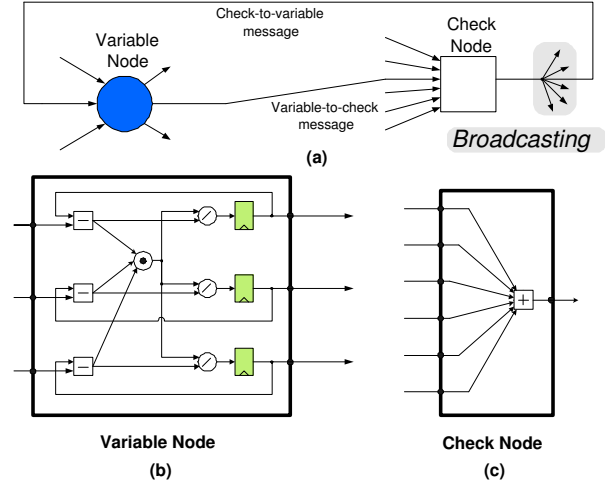 Check-to-variable
message
Variable
Node
Check
Node
Variable-to-check
message
Broadcasting
(a)
Variable Node
(b)
Check Node
(c)